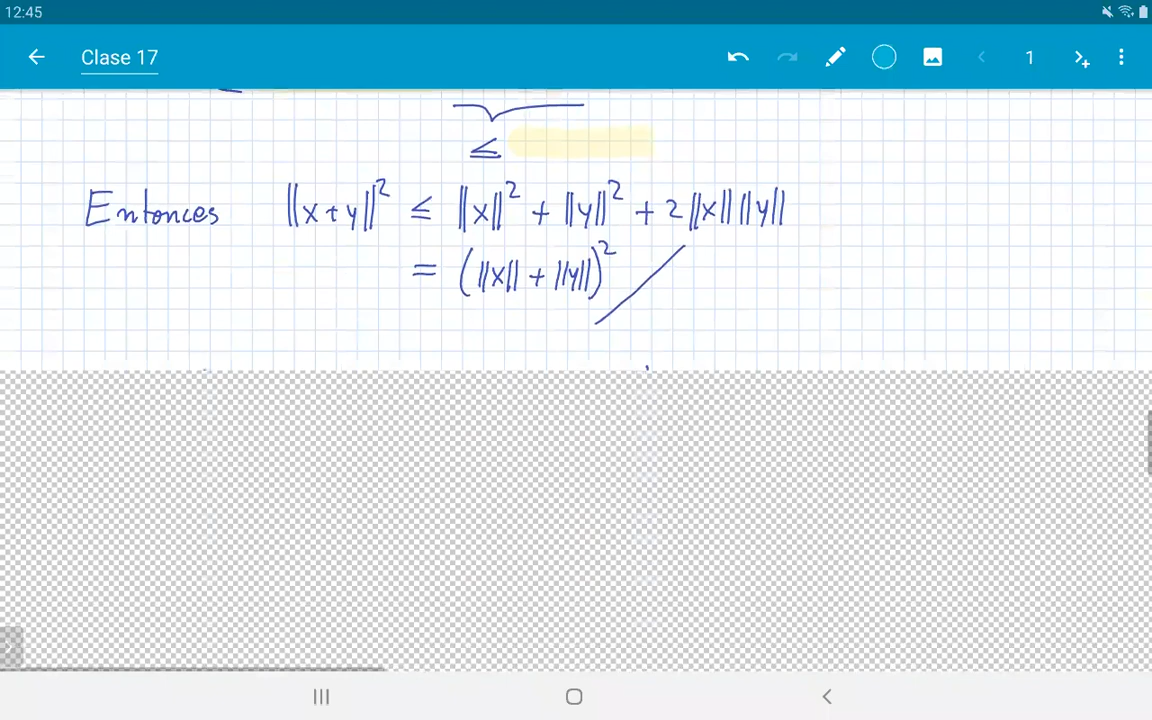 12:45
Clase 17
1
≤
Entonces ||x+y||² ≤ ||x||² + ||y||² + 2||x|| ||y||
= (||x|| + ||y||)²